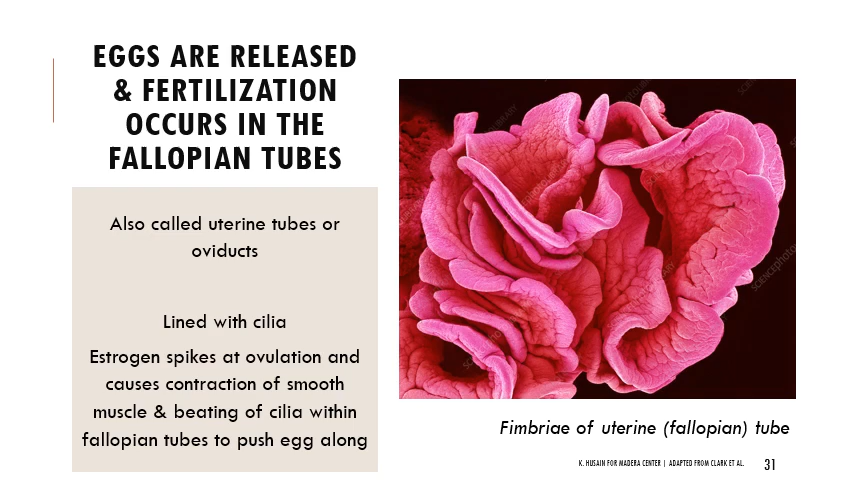 EGGS ARE RELEASED
& FERTILIZATION
OCCURS IN THE
FALLOPIAN TUBES
Also called uterine tubes or
oviducts
Lined with cilia
Estrogen spikes at ovulation and
causes contraction of smooth
muscle & beating of cilia within
fallopian tubes to push egg along
Fimbriae of uterine (fallopian) tube
K. HUSAIN FOR MADERA CENTER | ADAPTED FROM CLARK ET AL.
31